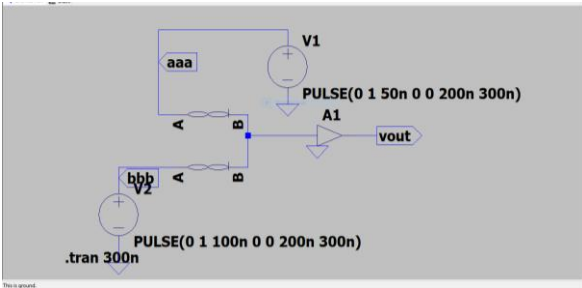 V1
aaa
PULSE(0 1 50n 0 0 200n 300n)
A1
A
B
vout
bbb
A
B
V2
PULSE(0 1 100n 0 0 200n 300n)
.tran 300n
This is ground.